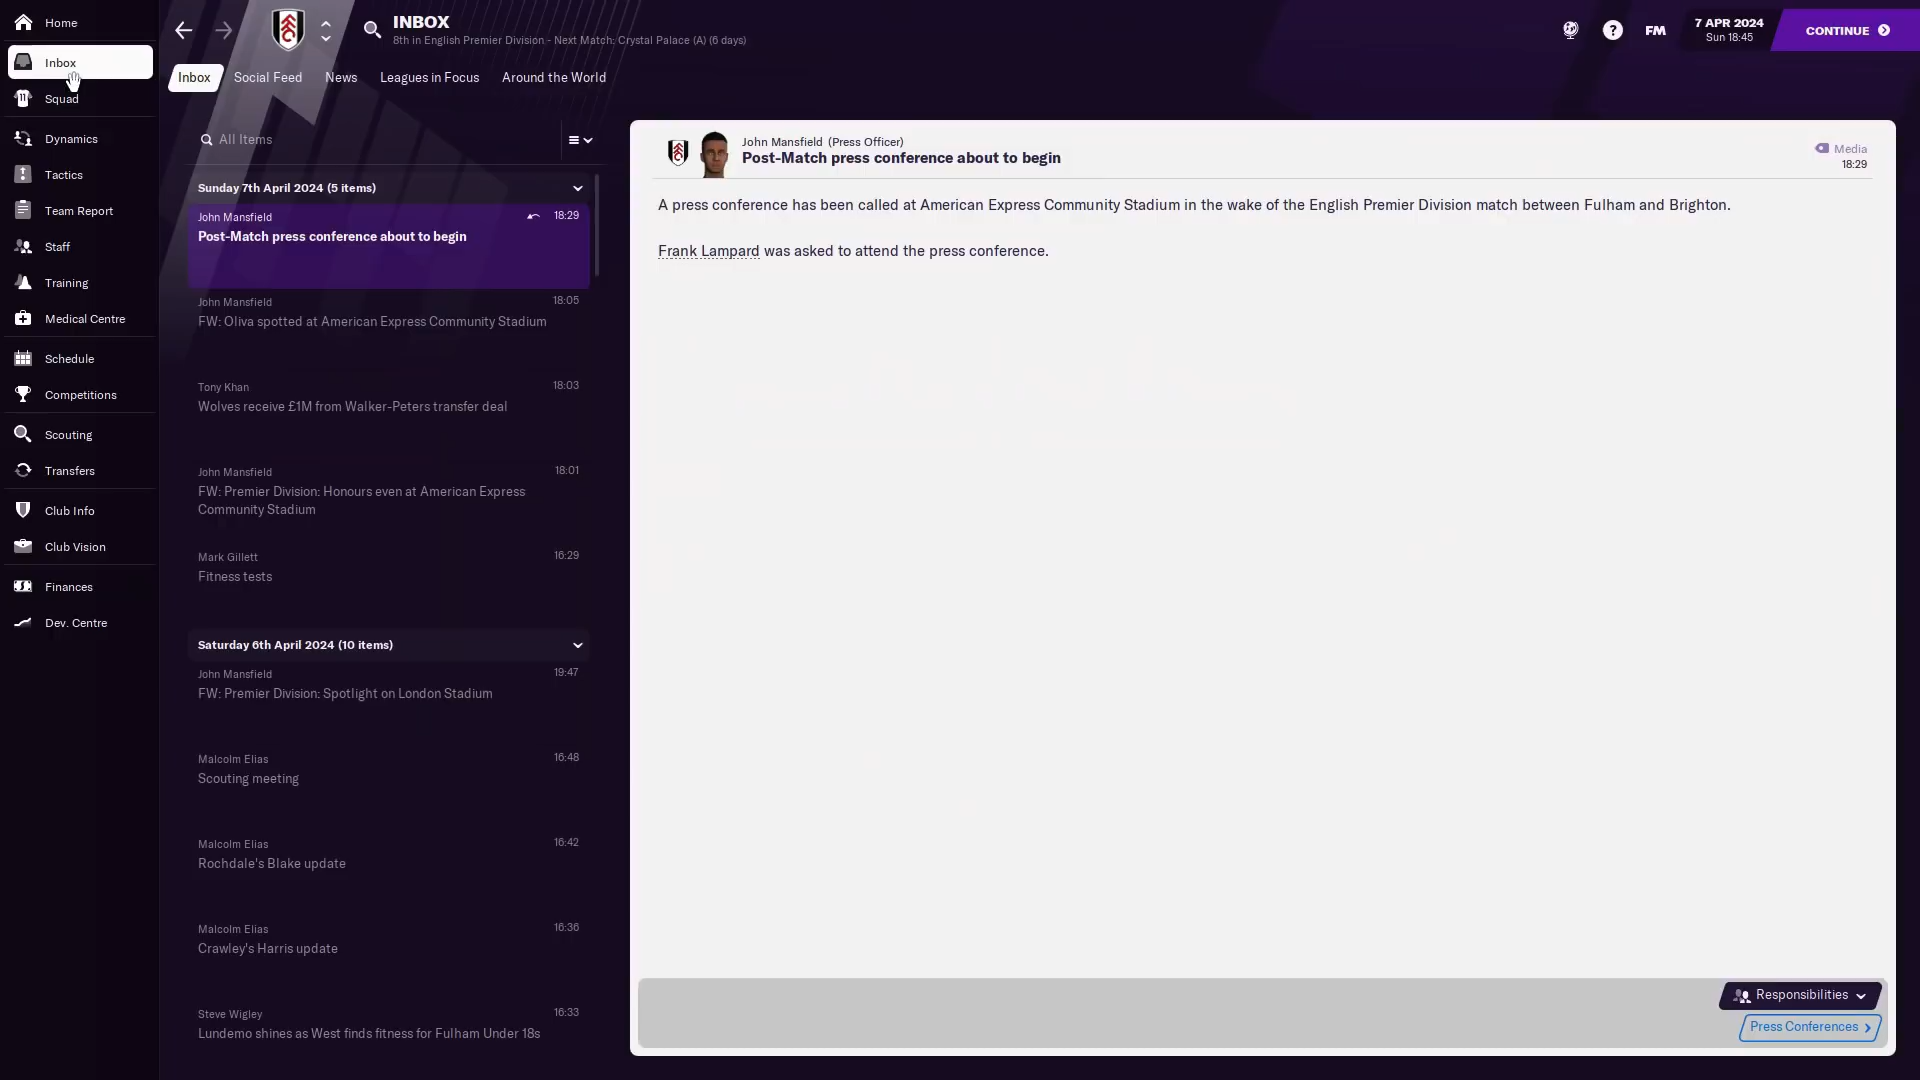 Home
Inbox
Squad
Dynamics
Tactics
Team Report
Staff
Training
Medical Centre
Schedule
Competitions
Scouting
Transfers
Club Info
Club Vision
Finances
Dev. Centre
INBOX
8th in English Premier Division - Next Match: Crystal Palace (A) (6 days)
FM
7 APR 2024
Sun 18:45
CONTINUE
Inbox Social Feed News Leagues in Focus Around the World
All Items
Sunday 7th April 2024 (5 items)
John Mansfield 18:29
Post-Match press conference about to begin
John Mansfield 18:05
FW: Oliva spotted at American Express Community Stadium
Tony Khan 18:03
Wolves receive £1M from Walker-Peters transfer deal
John Mansfield 18:01
FW: Premier Division: Honours even at American Express
Community Stadium
Mark Gillett 16:29
Fitness tests
Saturday 6th April 2024 (10 items)
John Mansfield 19:47
FW: Premier Division: Spotlight on London Stadium
Malcolm Elias 16:48
Scouting meeting
Malcolm Elias 16:42
Rochdale's Blake update
Malcolm Elias 16:36
Crawley's Harris update
Steve Wigley 16:33
Lundemo shines as West finds fitness for Fulham Under 18s
John Mansfield (Press Officer)
Post-Match press conference about to begin
Media
18:29
A press conference has been called at American Express Community Stadium in the wake of the English Premier Division match between Fulham and Brighton.
Frank Lampard was asked to attend the press conference.
Responsibilities
Press Conferences